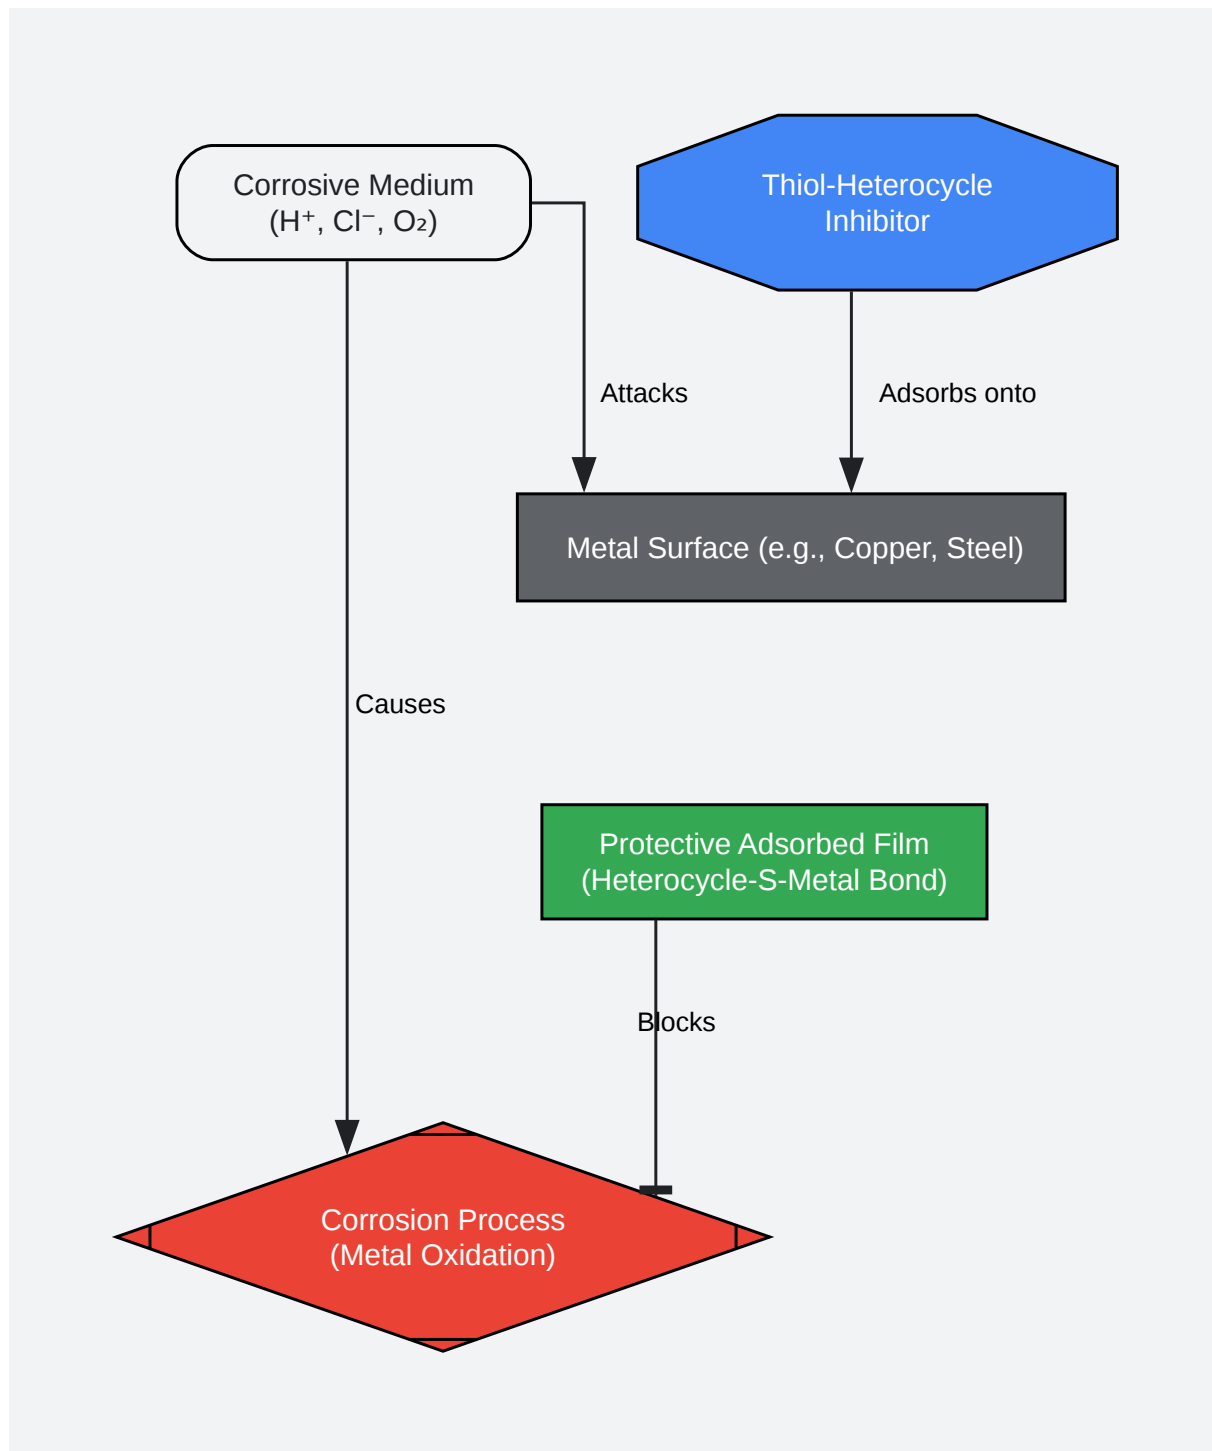 Corrosive Medium
(H⁺, Cl⁻, O₂)
Thiol-Heterocycle
Inhibitor
Attacks
Adsorbs onto
Metal Surface (e.g., Copper, Steel)
Causes
Protective Adsorbed Film
(Heterocycle-S-Metal Bond)
Blocks
Corrosion Process
(Metal Oxidation)